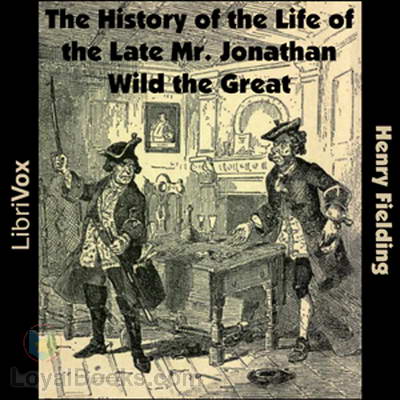 The History of the Life of
the Late Mr. Jonathan
Wild the Great
LibriVox
Henry Fielding
LoyalBooks.com